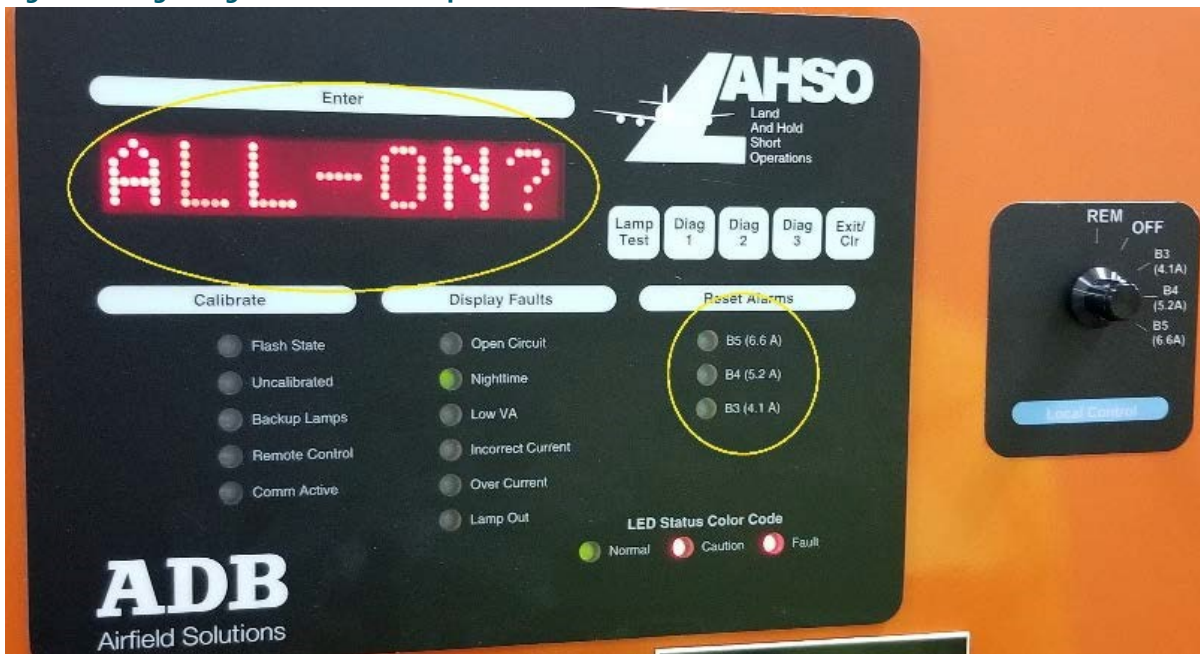 Enter
ALL-ON?
LAHSO
Land
And Hold
Short
Operations
Lamp Test
Diag 1
Diag 2
Diag 3
Exit/ Clr
Calibrate
Flash State
Uncalibrated
Backup Lamps
Remote Control
Comm Active
Display Faults
Open Circuit
Nighttime
Low VA
Incorrect Current
Over Current
Lamp Out
Reset Alarms
B5 (6.6 A)
B4 (5.2 A)
B3 (4.1 A)
LED Status Color Code
Normal
Caution
Fault
ADB
Airfield Solutions
REM
OFF
B3
(4.1A)
B4
(5.2A)
B5
(6.6A)
Local Control